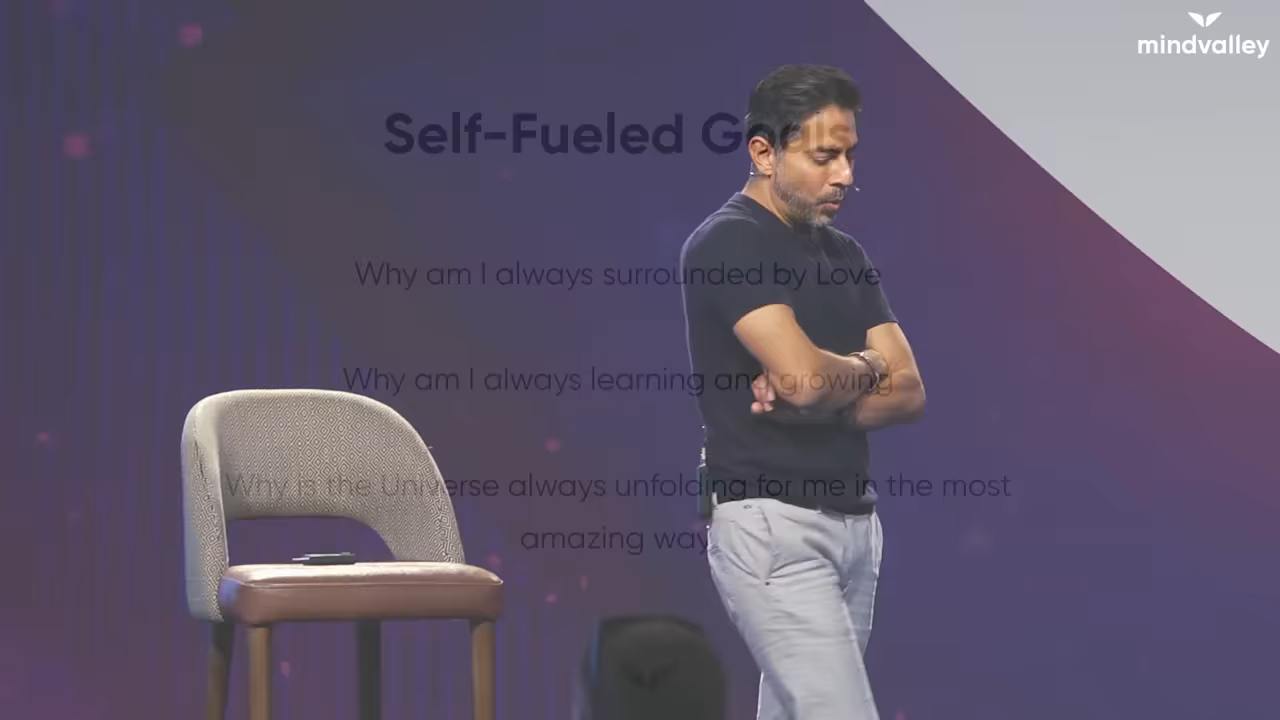 mindvalley
Self-Fueled
Why am I always surrounded by Love
Why am I always learning and growing
Why is the Universe always unfolding for me in the most
amazing way